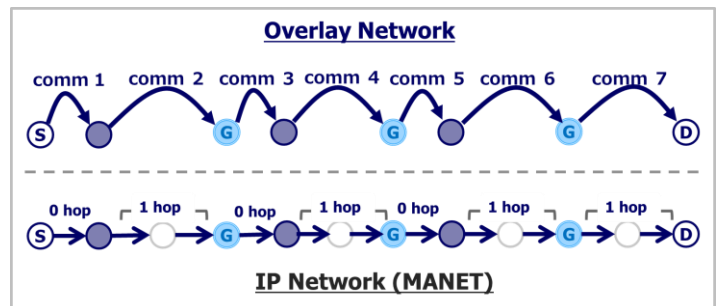 Overlay Network
comm 1 comm 2 comm 3 comm 4 comm 5 comm 6 comm 7
S G G G D
0 hop 1 hop 0 hop 1 hop 0 hop 1 hop 1 hop
S G G G D
IP Network (MANET)